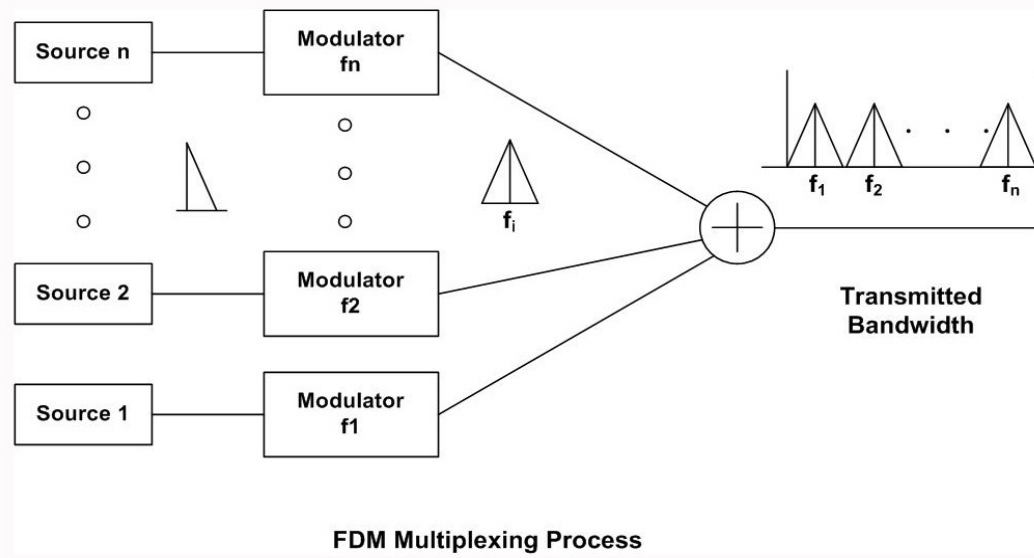 Source n
Modulator
fn
f1
f2
fn
fi
Source 2
Modulator
f2
Transmitted
Bandwidth
Source 1
Modulator
f1
FDM Multiplexing Process